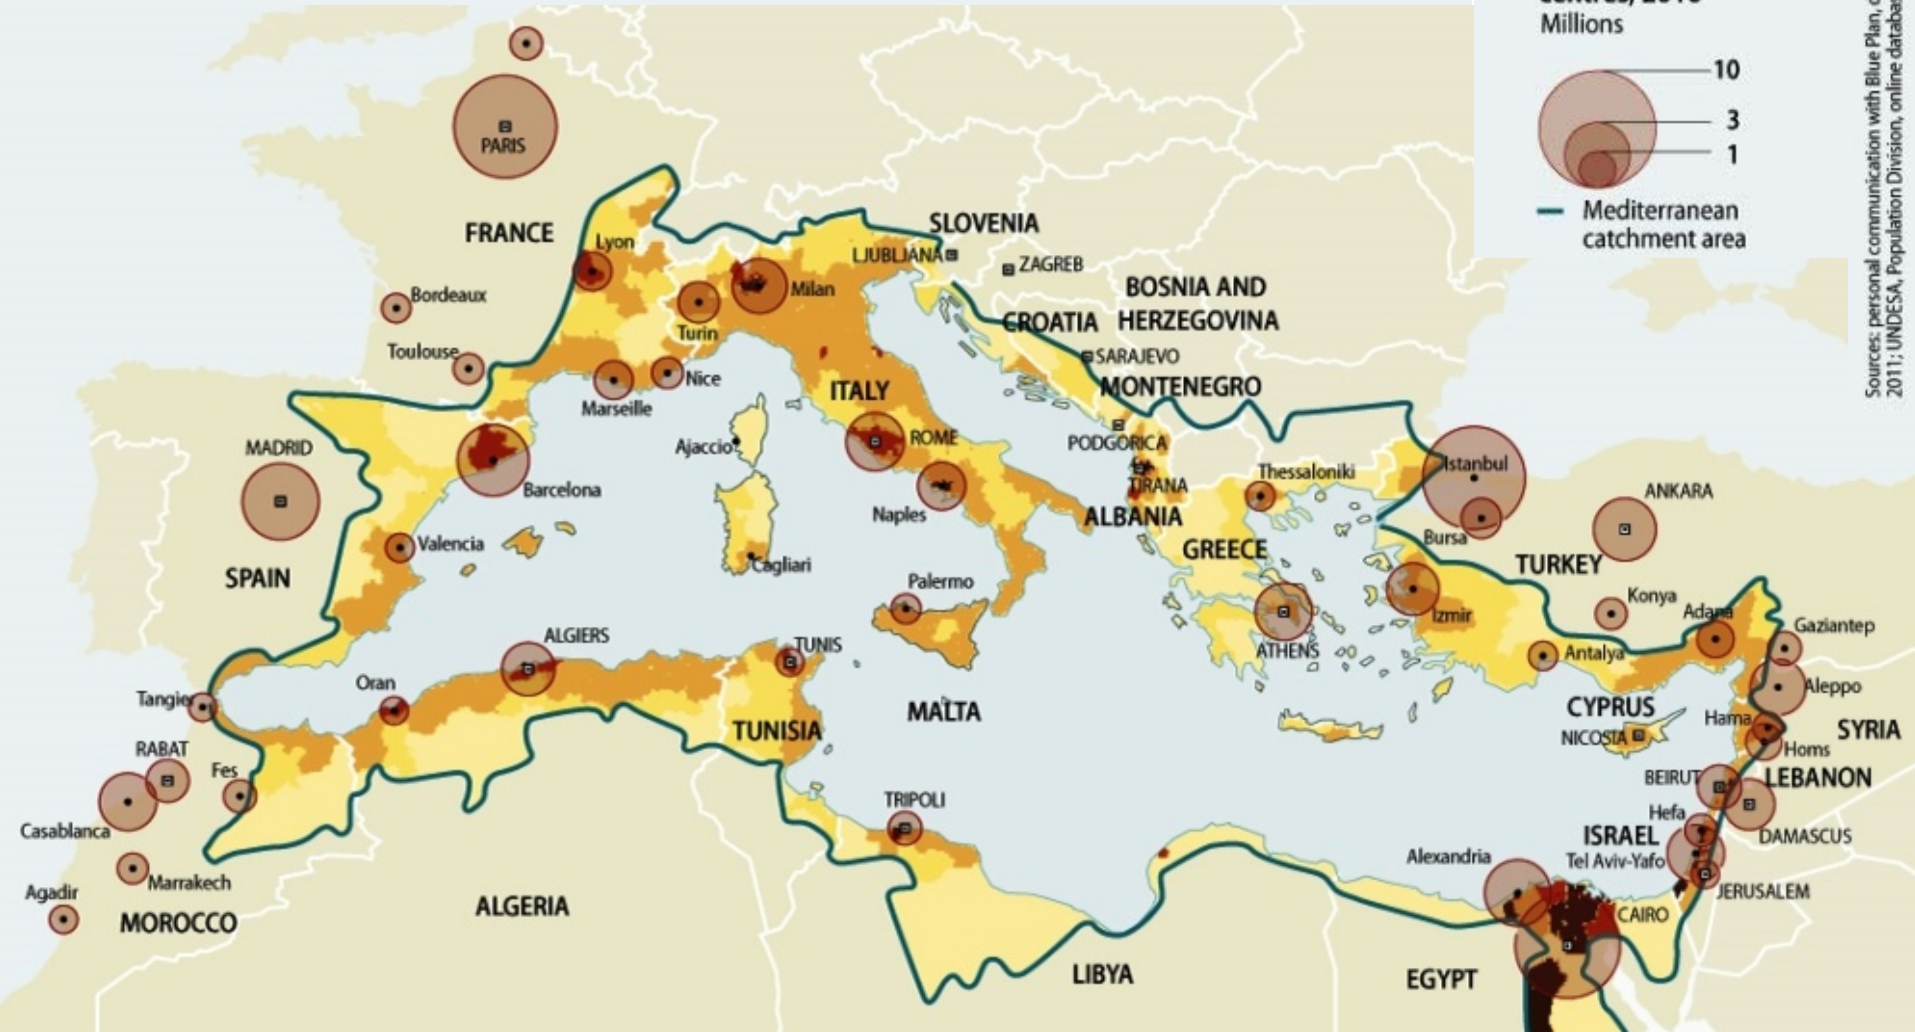 centres, 2010
Millions
10
3
1
Mediterranean
catchment area
Sources: personal communication with Blue Plan,
2011; UNDESA, Population Division, online databas
PARIS
FRANCE
Lyon
SLOVENIA
LJUBLJANA
ZAGREB
Bordeaux
Milan
BOSNIA AND
HERZEGOVINA
CROATIA
Turin
Toulouse
SARAJEVO
Nice
Marseille
ITALY
MONTENEGRO
MADRID
Ajaccio
ROME
PODGORICA
Istanbul
Barcelona
Thessaloniki
TIRANA
ANKARA
Naples
ALBANIA
Valencia
GREECE
Bursa
TURKEY
SPAIN
Cagliari
Palermo
Izmir
Konya
Adana
Gaziantep
ALGIERS
TUNIS
ATHENS
Antalya
Oran
Aleppo
Tangier
MALTA
CYPRUS
Hama
SYRIA
TUNISIA
NICOSIA
Homs
RABAT
Fes
BEIRUT
LEBANON
TRIPOLI
Hefa
Casablanca
ISRAEL
DAMASCUS
Alexandria
Tel Aviv-Yafo
Marrakech
JERUSALEM
Agadir
ALGERIA
MOROCCO
CAIRO
LIBYA
EGYPT